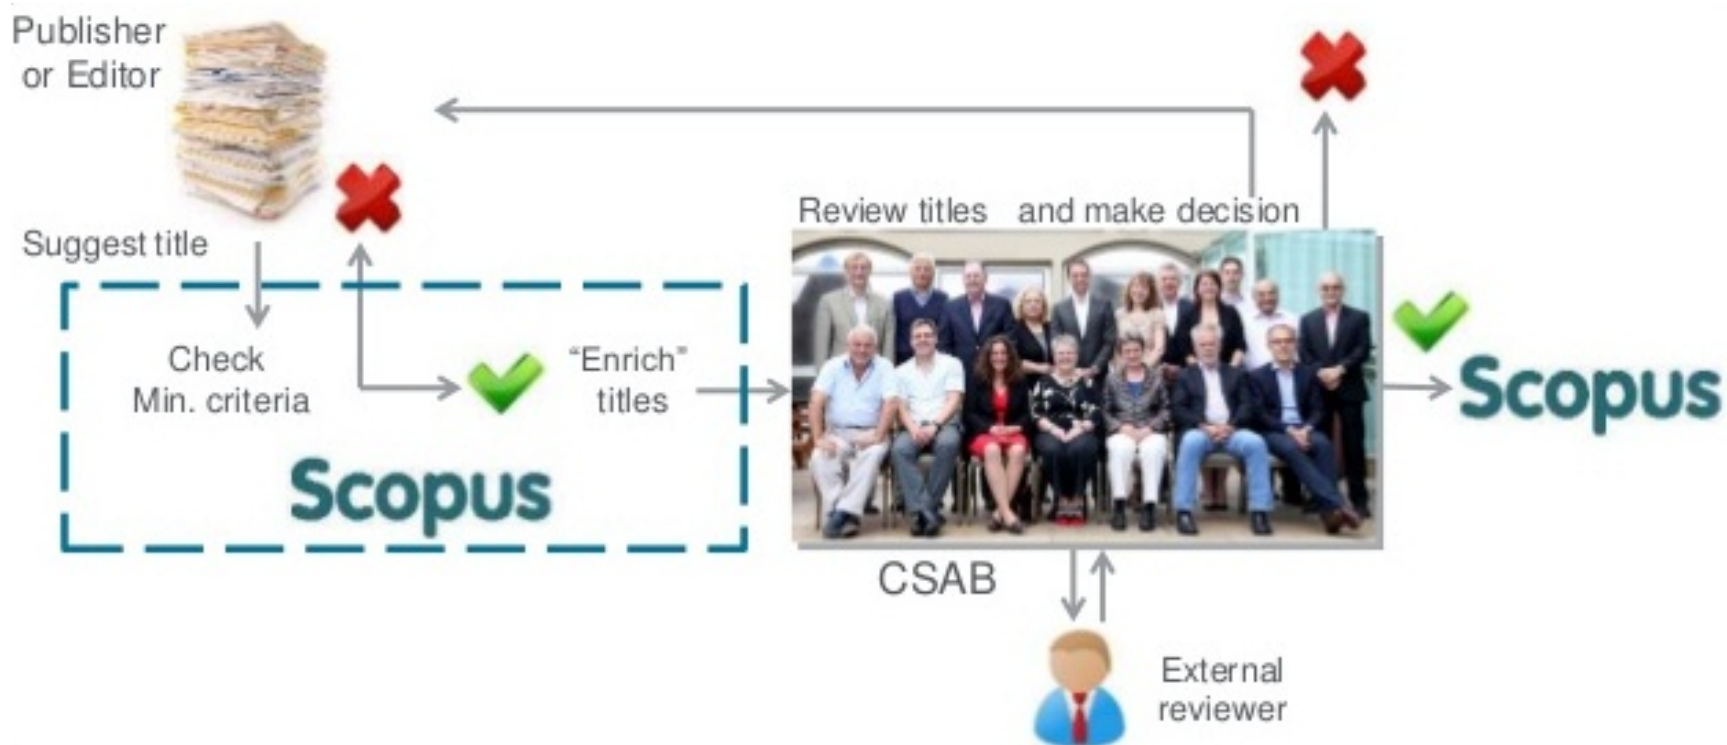 Publisher
or Editor
Suggest title
Check
Min. criteria
“Enrich”
titles
Scopus
Review titles and make decision
CSAB
External
reviewer
Scopus